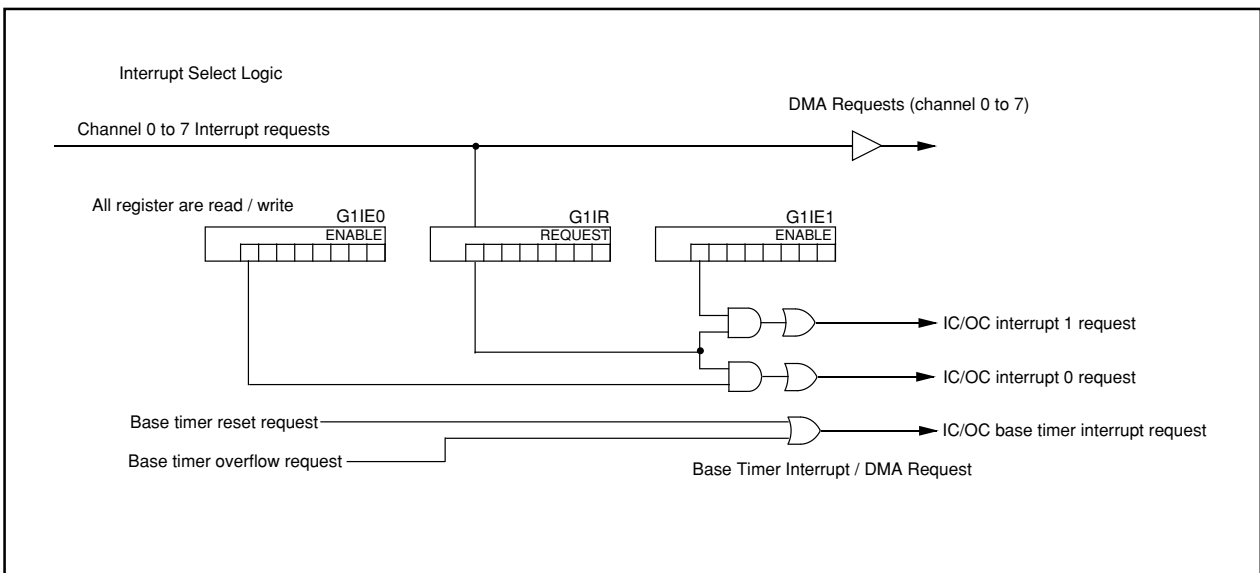 Interrupt Select Logic
DMA Requests (channel 0 to 7)
Channel 0 to 7 Interrupt requests
All register are read / write
G1IE0
ENABLE
G1IR
REQUEST
G1IE1
ENABLE
IC/OC interrupt 1 request
IC/OC interrupt 0 request
Base timer reset request
IC/OC base timer interrupt request
Base timer overflow request
Base Timer Interrupt / DMA Request